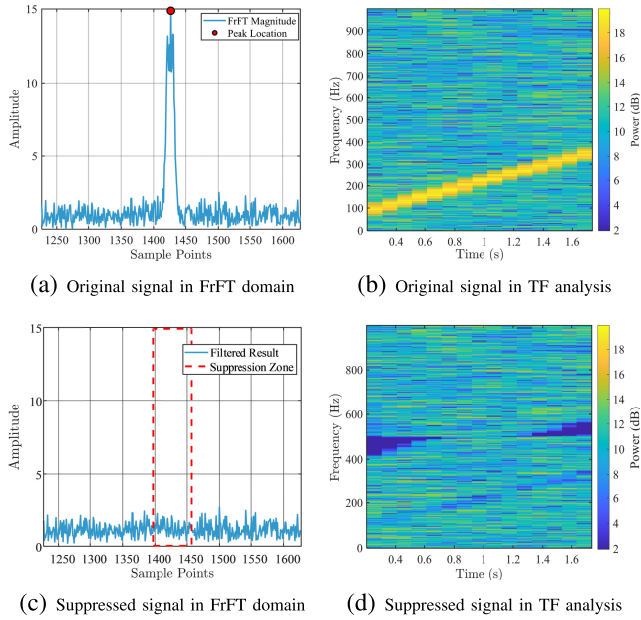 15
10
5
0
Amplitude
1250 1300 1350 1400 1450 1500 1550 1600
Sample Points
FrFT Magnitude
Peak Location
(a) Original signal in FrFT domain
900
800
700
600
500
400
300
200
100
0
Frequency (Hz)
0.4 0.6 0.8 1 1.2 1.4 1.6
Time (s)
18
16
14
12
10
8
6
4
2
Power (dB)
(b) Original signal in TF analysis
15
10
5
0
Amplitude
1250 1300 1350 1400 1450 1500 1550 1600
Sample Points
Filtered Result
Suppression Zone
(c) Suppressed signal in FrFT domain
800
600
400
200
0
Frequency (Hz)
0.4 0.6 0.8 1 1.2 1.4 1.6
Time (s)
18
16
14
12
10
8
6
4
2
Power (dB)
(d) Suppressed signal in TF analysis